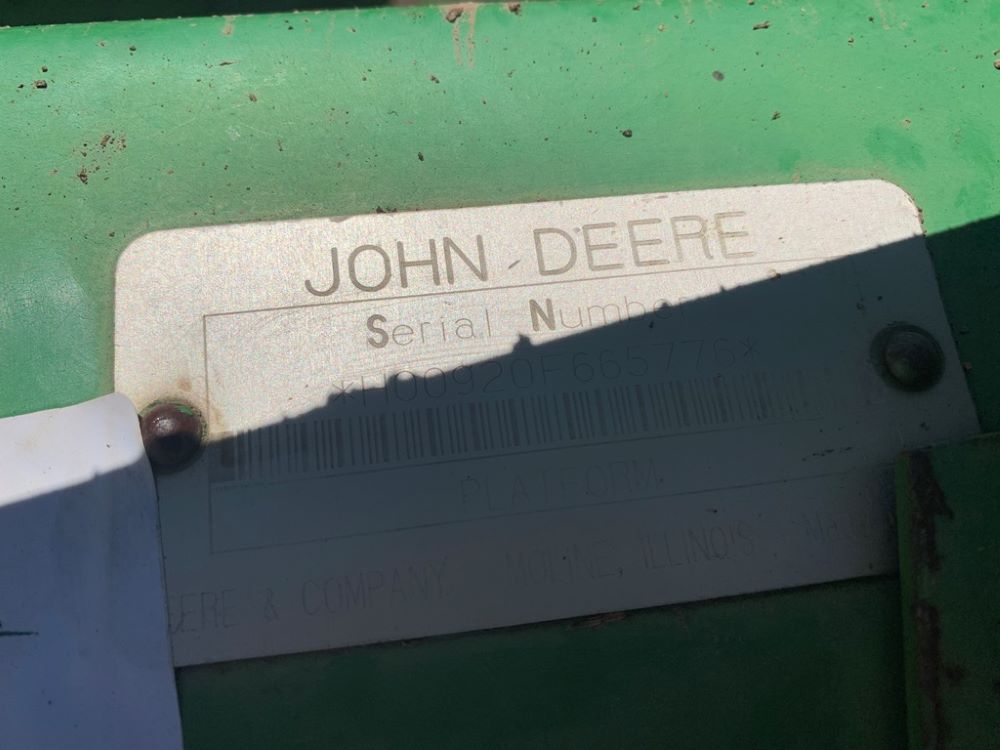 JOHN DEERE
Serial Number
*H00920F665776*
PLATFORM
DEERE & COMPANY MOLINE, ILLINOIS